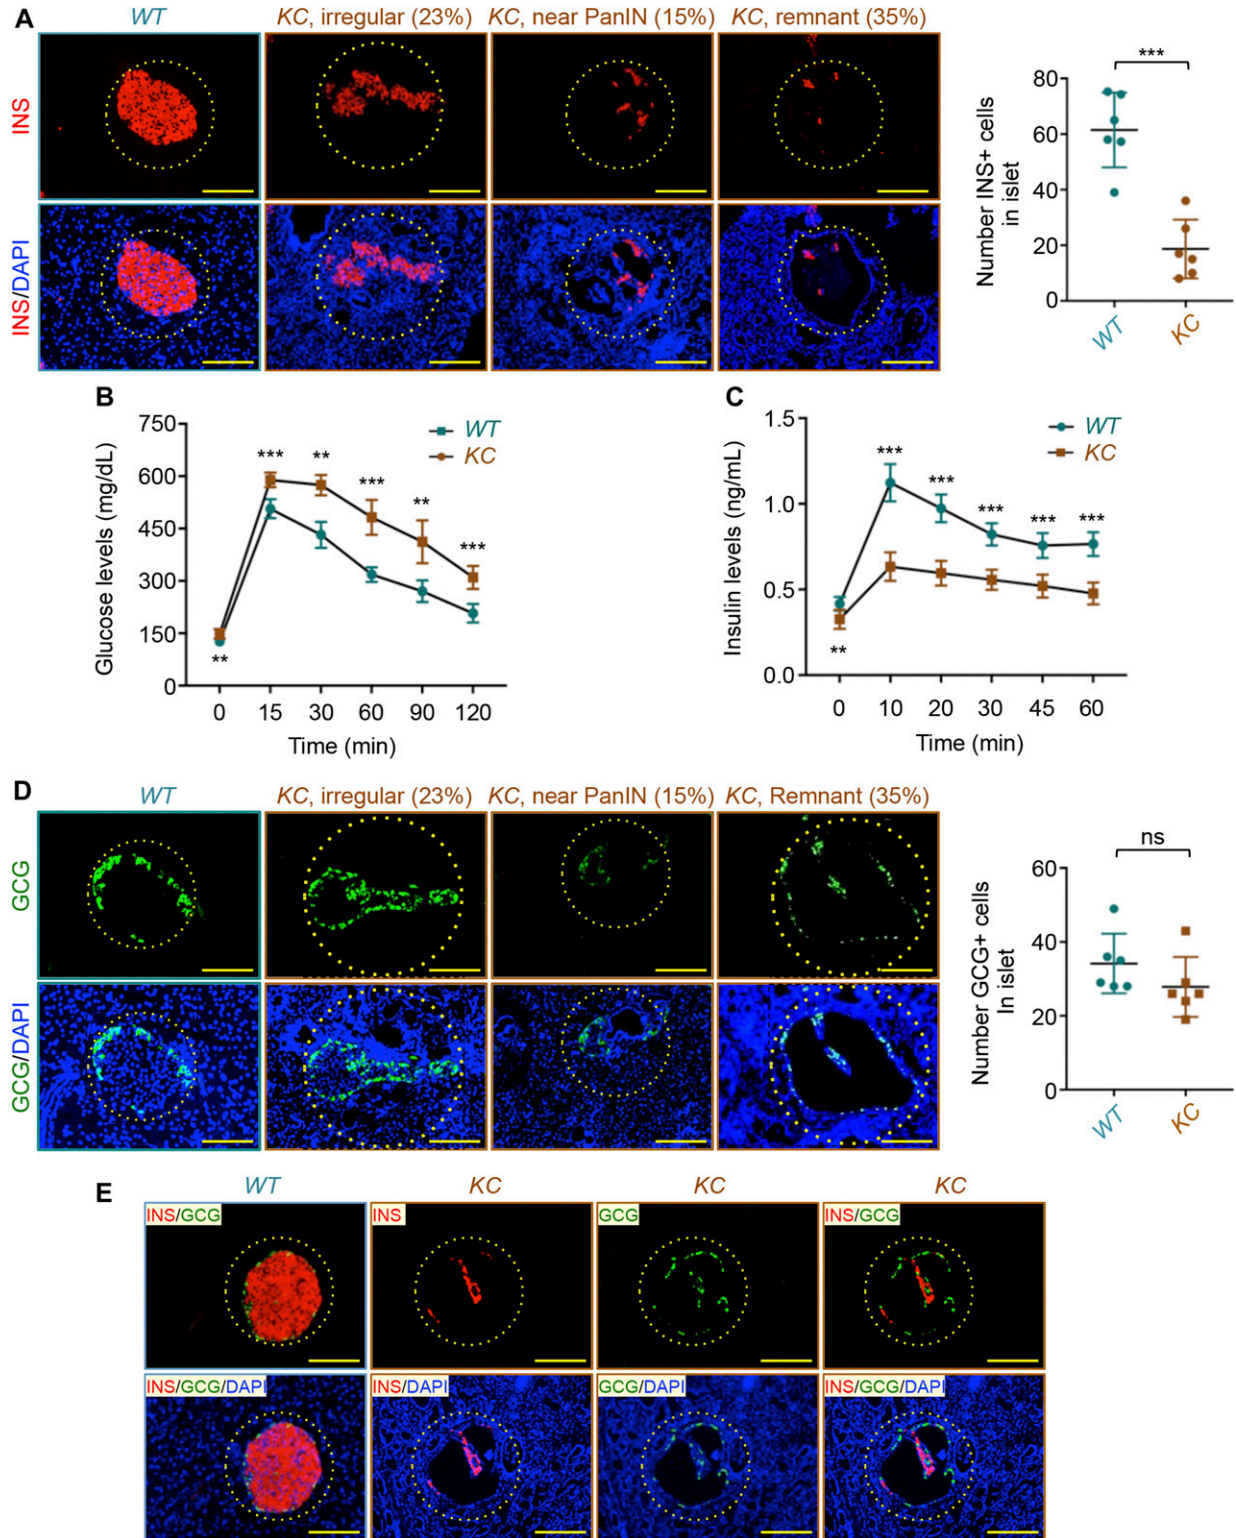 A
WT
KC, irregular (23%)
KC, near PanIN (15%)
KC, remnant (35%)
INS
INS/DAPI
Number INS+ cells
in islet
80
60
40
20
0
***
WT
KC
B
Glucose levels (mg/dL)
750
600
450
300
150
0
WT
KC
***
**
***
**
***
**
0 15 30 60 90 120
Time (min)
C
Insulin levels (ng/mL)
1.5
1.0
0.5
0.0
WT
KC
***
***
***
***
***
**
0 10 20 30 45 60
Time (min)
D
WT
KC, irregular (23%)
KC, near PanIN (15%)
KC, Remnant (35%)
GCG
GCG/DAPI
Number GCG+ cells
In islet
60
40
20
0
ns
WT
KC
E
WT
KC
KC
KC
INS/GCG
INS
GCG
INS/GCG
INS/GCG/DAPI
INS/DAPI
GCG/DAPI
INS/GCG/DAPI